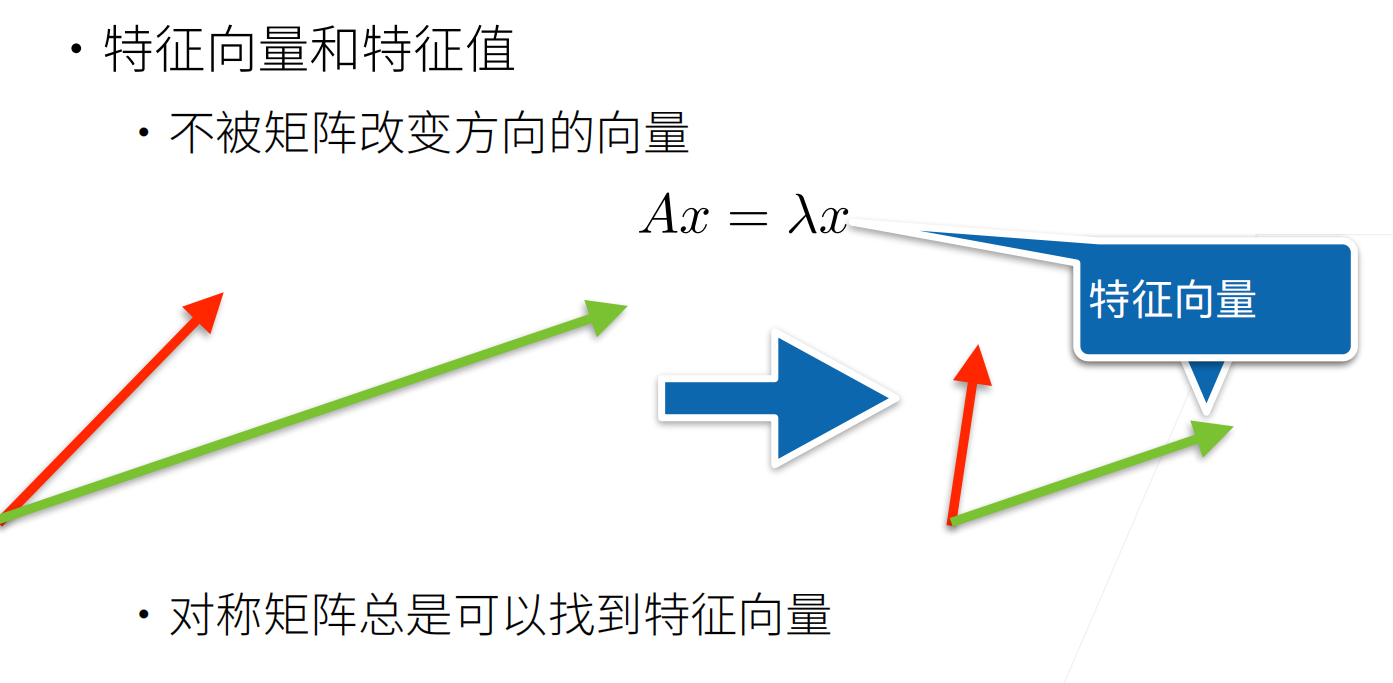 • 特征向量和特征值
• 不被矩阵改变方向的向量
Ax = λx
特征向量
• 对称矩阵总是可以找到特征向量